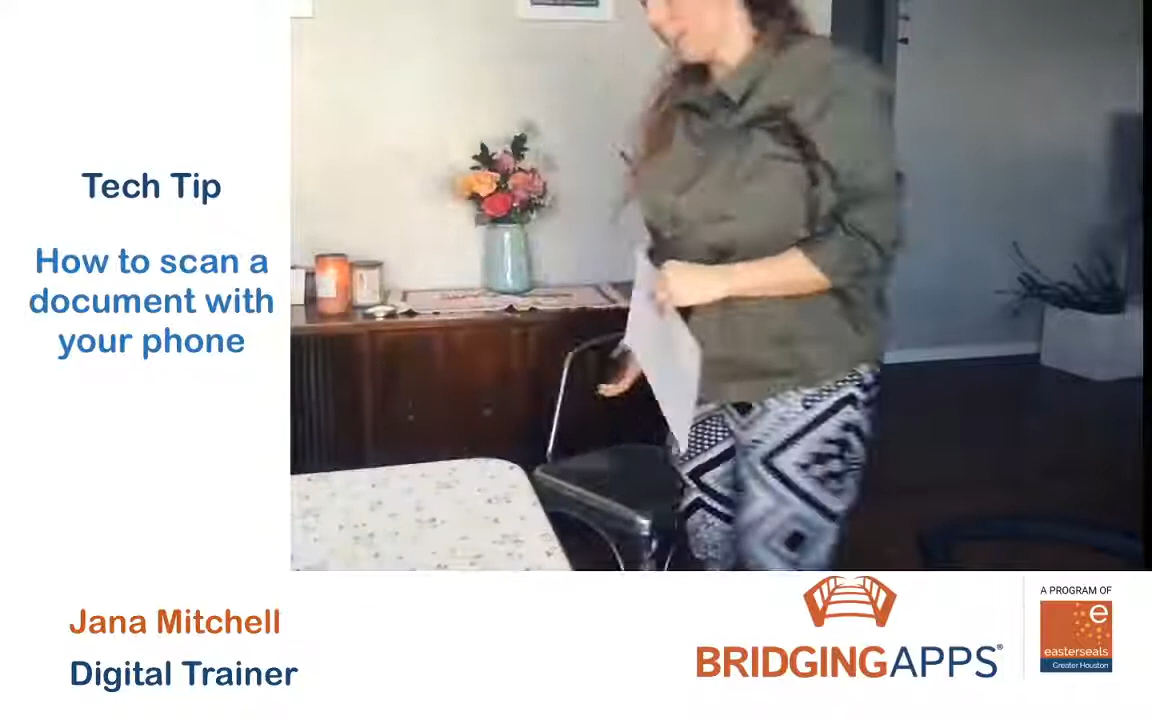 Tech Tip
How to scan a
document with
your phone
Jana Mitchell
Digital Trainer
BRIDGINGAPPS®
A PROGRAM OF
e
easterseals
Greater Houston